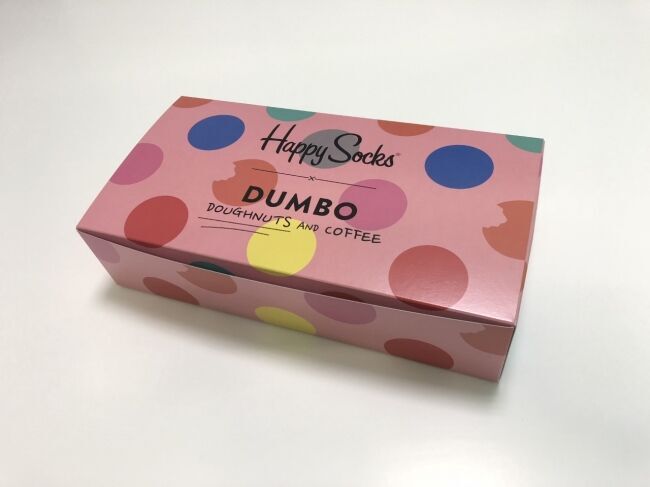 Happy Socks®
x
DUMBO
DOUGHNUTS AND COFFEE